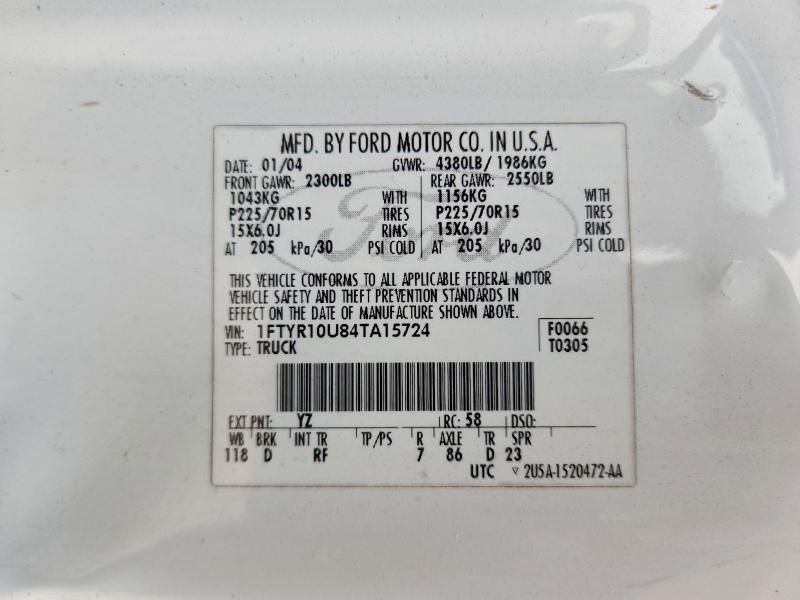 MFD. BY FORD MOTOR CO. IN U.S.A.
DATE: 01/04 GVWR: 4380LB/ 1986KG
FRONT GAWR: 2300LB REAR GAWR: 2550LB
1043KG WITH 1156KG WITH
P225/70R15 TIRES P225/70R15 TIRES
15X6.0J RIMS 15X6.0J RIMS
AT 205 kPa/30 PSI COLD AT 205 kPa/30 PSI COLD
Ford
THIS VEHICLE CONFORMS TO ALL APPLICABLE FEDERAL MOTOR
VEHICLE SAFETY AND THEFT PREVENTION STANDARDS IN
EFFECT ON THE DATE OF MANUFACTURE SHOWN ABOVE.
VIN: 1FTYR10U84TA15724 F0066
TYPE: TRUCK T0305
EXT PNT: YZ RC: 58 DSO:
WB BRK INT TR TP/PS R AXLE TR SPR
118 D RF 7 86 D 23
UTC ▽ 2U5A-1520472-AA